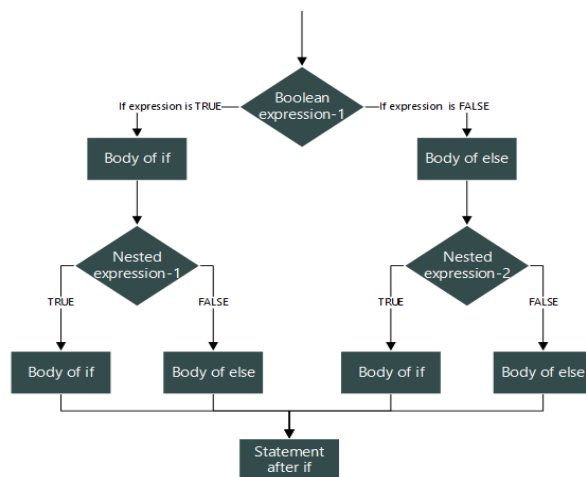 Boolean
expression-1
If expression is TRUE
If expression is FALSE
Body of if
Body of else
Nested
expression-1
Nested
expression-2
TRUE
FALSE
TRUE
FALSE
Body of if
Body of else
Body of if
Body of else
Statement
after if